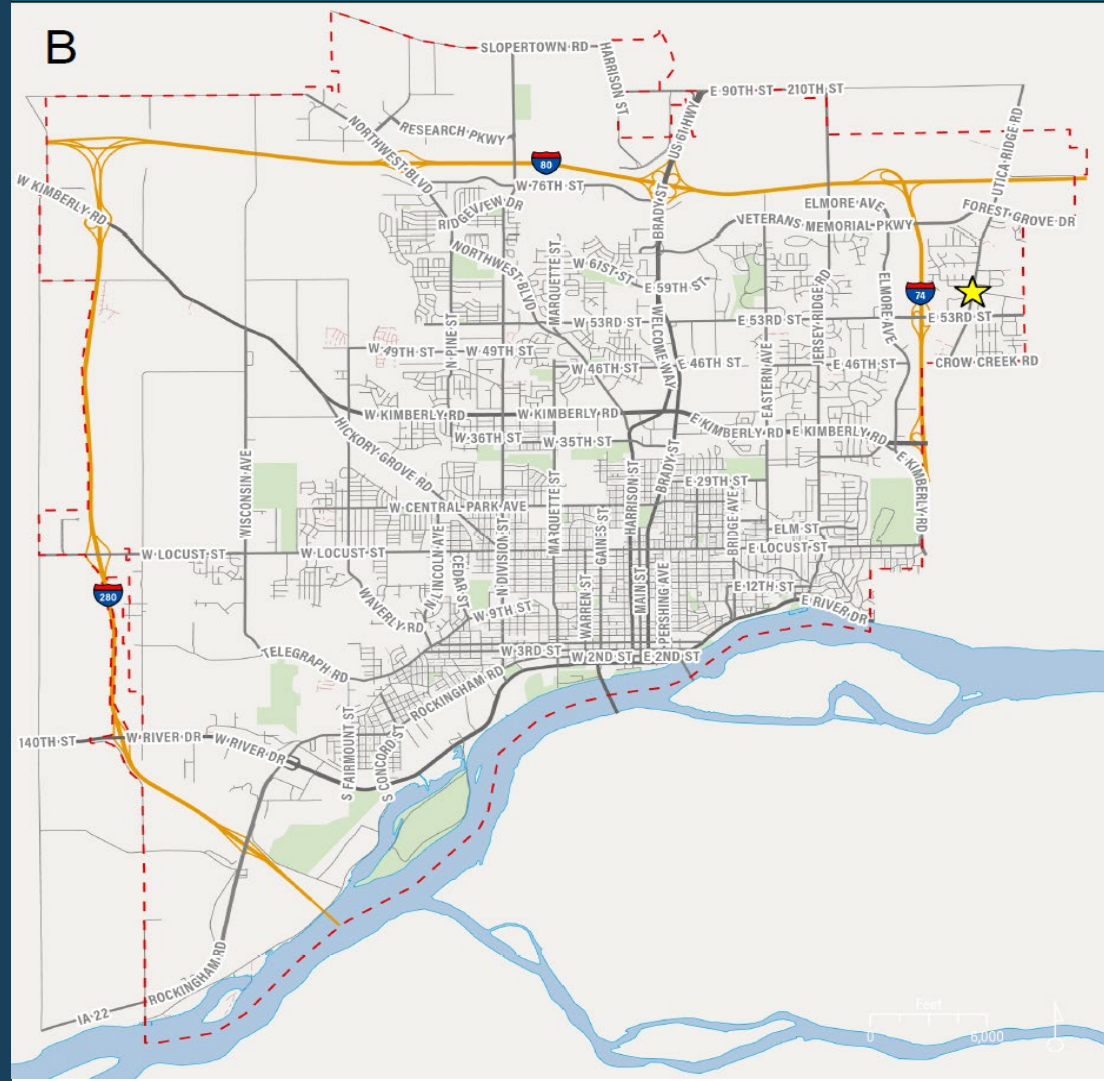 B
SLOPERTOWN RD
HARRISON ST
E 90TH ST
210TH ST
US 61 HWY
UTICA RIDGE RD
NORTHWEST BLVD
RESEARCH PKWY
80
W KIMBERLY RD
W 76TH ST
BRADY ST
ELMORE AVE
FOREST GROVE DR
RIDGEVIEW DR
VETERANS MEMORIAL PKWY
NORTHWEST BLVD
MARQUETTE ST
W 61ST ST
E 59TH ST
JERSEY RIDGE RD
ELMORE AVE
74
W 53RD ST
WELCOME WAY
E 53RD ST
E 53RD ST
N PINE ST
W 49TH ST
W 49TH ST
W 46TH ST
E 46TH ST
EASTERN AVE
E 46TH ST
CROW CREEK RD
W KIMBERLY RD
W KIMBERLY RD
E KIMBERLY RD
E KIMBERLY RD
HICKORY GROVE RD
W 36TH ST
W 35TH ST
E KIMBERLY RD
WISCONSIN AVE
MARQUETTE ST
HARRISON ST
BRADY ST
E 29TH ST
W CENTRAL PARK AVE
N DIVISION ST
GAINES ST
BRIDGE AVE
ELM ST
W LOCUST ST
W LOCUST ST
E LOCUST ST
280
WAVERLY RD
N LINCOLN AVE
CEDAR ST
W 9TH ST
WARREN ST
MAIN ST
PERSHING AVE
E 12TH ST
E RIVER DR
TELEGRAPH RD
W 3RD ST
W 2ND ST
E 2ND ST
ROCKINGHAM RD
140TH ST
W RIVER DR
W RIVER DR
S FAIRMOUNT ST
S CONCORD ST
ROCKINGHAM RD
IA 22
Feet
0
6,000